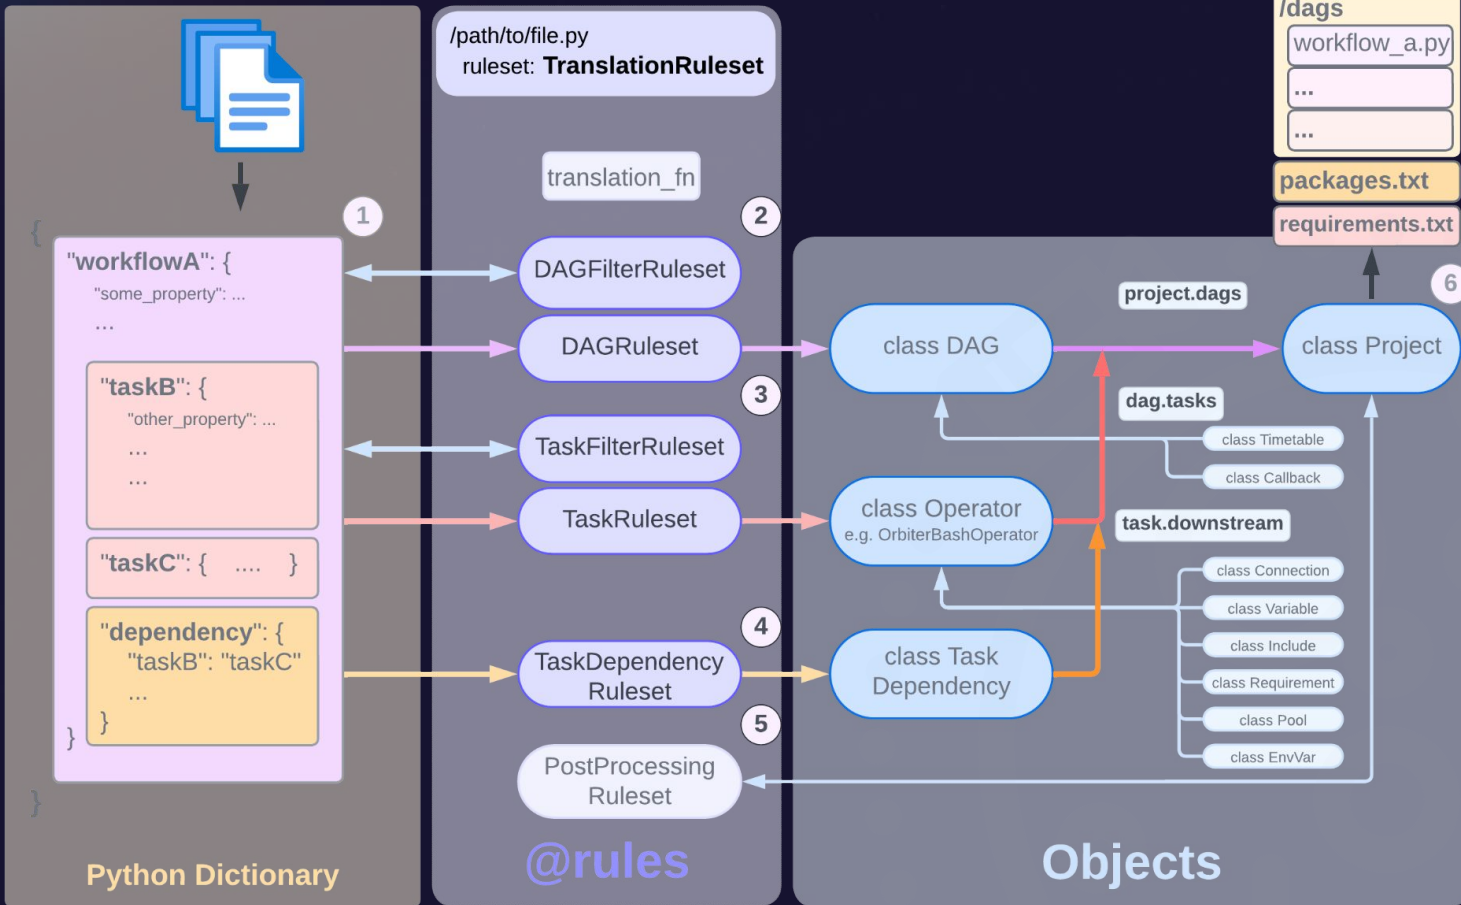 {
1
"workflowA": {
"some_property": ...
...
"taskB": {
"other_property": ...
...
...
"taskC": { .... }
"dependency": {
"taskB": "taskC"
...
}
}
}
Python Dictionary
/path/to/file.py
ruleset: TranslationRuleset
translation_fn
2
DAGFilterRuleset
DAGRuleset
3
TaskFilterRuleset
TaskRuleset
4
TaskDependency
Ruleset
5
PostProcessing
Ruleset
@rules
/dags
workflow_a.py
...
...
packages.txt
requirements.txt
6
project.dags
class DAG
class Project
dag.tasks
class Timetable
class Callback
class Operator
e.g. OrbiterBashOperator
task.downstream
class Connection
class Variable
class Include
class Requirement
class Pool
class EnvVar
class Task
Dependency
Objects